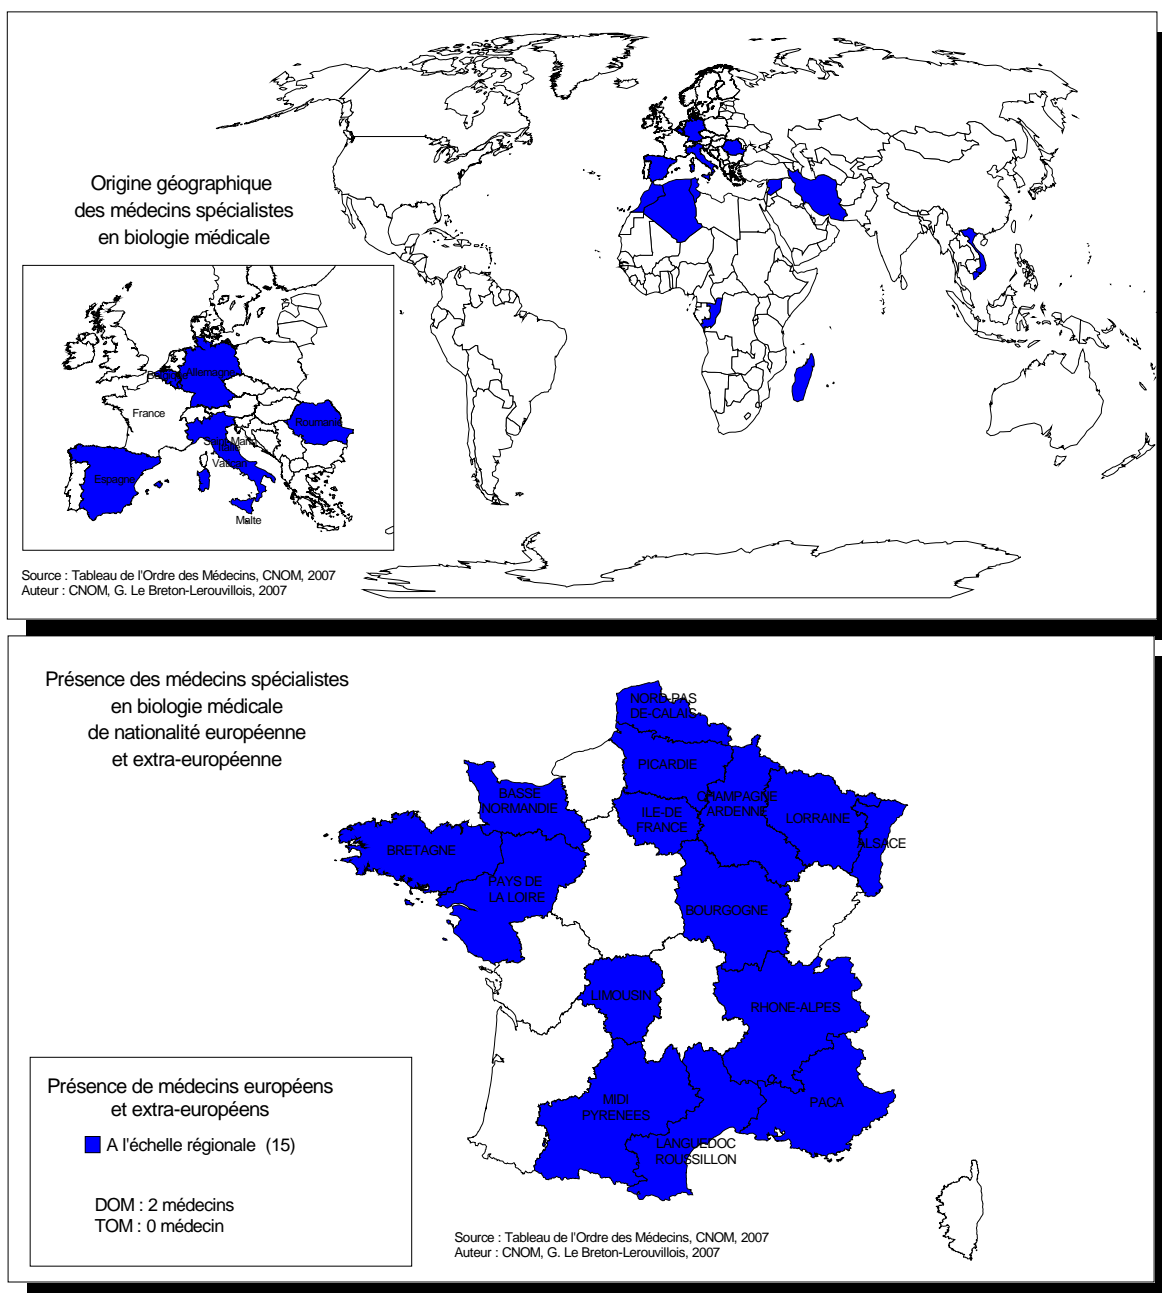 Origine géographique
des médecins spécialistes
en biologie médicale
Allemagne
France
Roumanie
Espagne
Malte
Source : Tableau de l'Ordre des Médecins, CNOM, 2007
Auteur : CNOM, G. Le Breton-Lerouvillois, 2007
Présence des médecins spécialistes
en biologie médicale
de nationalité européenne
et extra-européenne
NORD-PAS
DE-CALAIS
PICARDIE
BASSE
NORMANDIE
CHAMPAGNE
ARDENNE
ILE-DE
FRANCE
LORRAINE
ALSACE
BRETAGNE
PAYS DE
LA LOIRE
BOURGOGNE
LIMOUSIN
RHONE-ALPES
MIDI
PYRENEES
PACA
LANGUEDOC
ROUSSILLON
Présence de médecins européens
et extra-européens
A l'échelle régionale (15)
DOM : 2 médecins
TOM : 0 médecin
Source : Tableau de l'Ordre des Médecins, CNOM, 2007
Auteur : CNOM, G. Le Breton-Lerouvillois, 2007